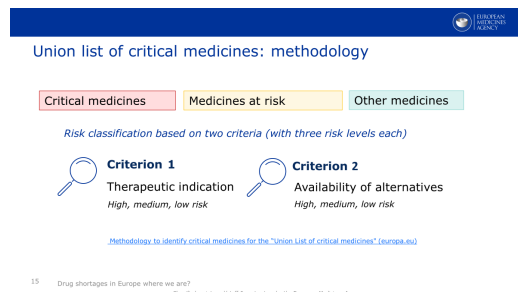 EUROPEAN
MEDICINES
AGENCY
Union list of critical medicines: methodology
Critical medicines
Medicines at risk
Other medicines
Risk classification based on two criteria (with three risk levels each)
Criterion 1
Therapeutic indication
High, medium, low risk
Criterion 2
Availability of alternatives
High, medium, low risk
Methodology to identify critical medicines for the "Union List of critical medicines" (europa.eu)
15
Drug shortages in Europe where we are?